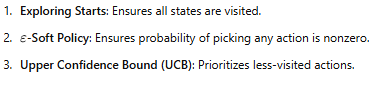 1. Exploring Starts: Ensures all states are visited.
2. ε-Soft Policy: Ensures probability of picking any action is nonzero.
3. Upper Confidence Bound (UCB): Prioritizes less-visited actions.